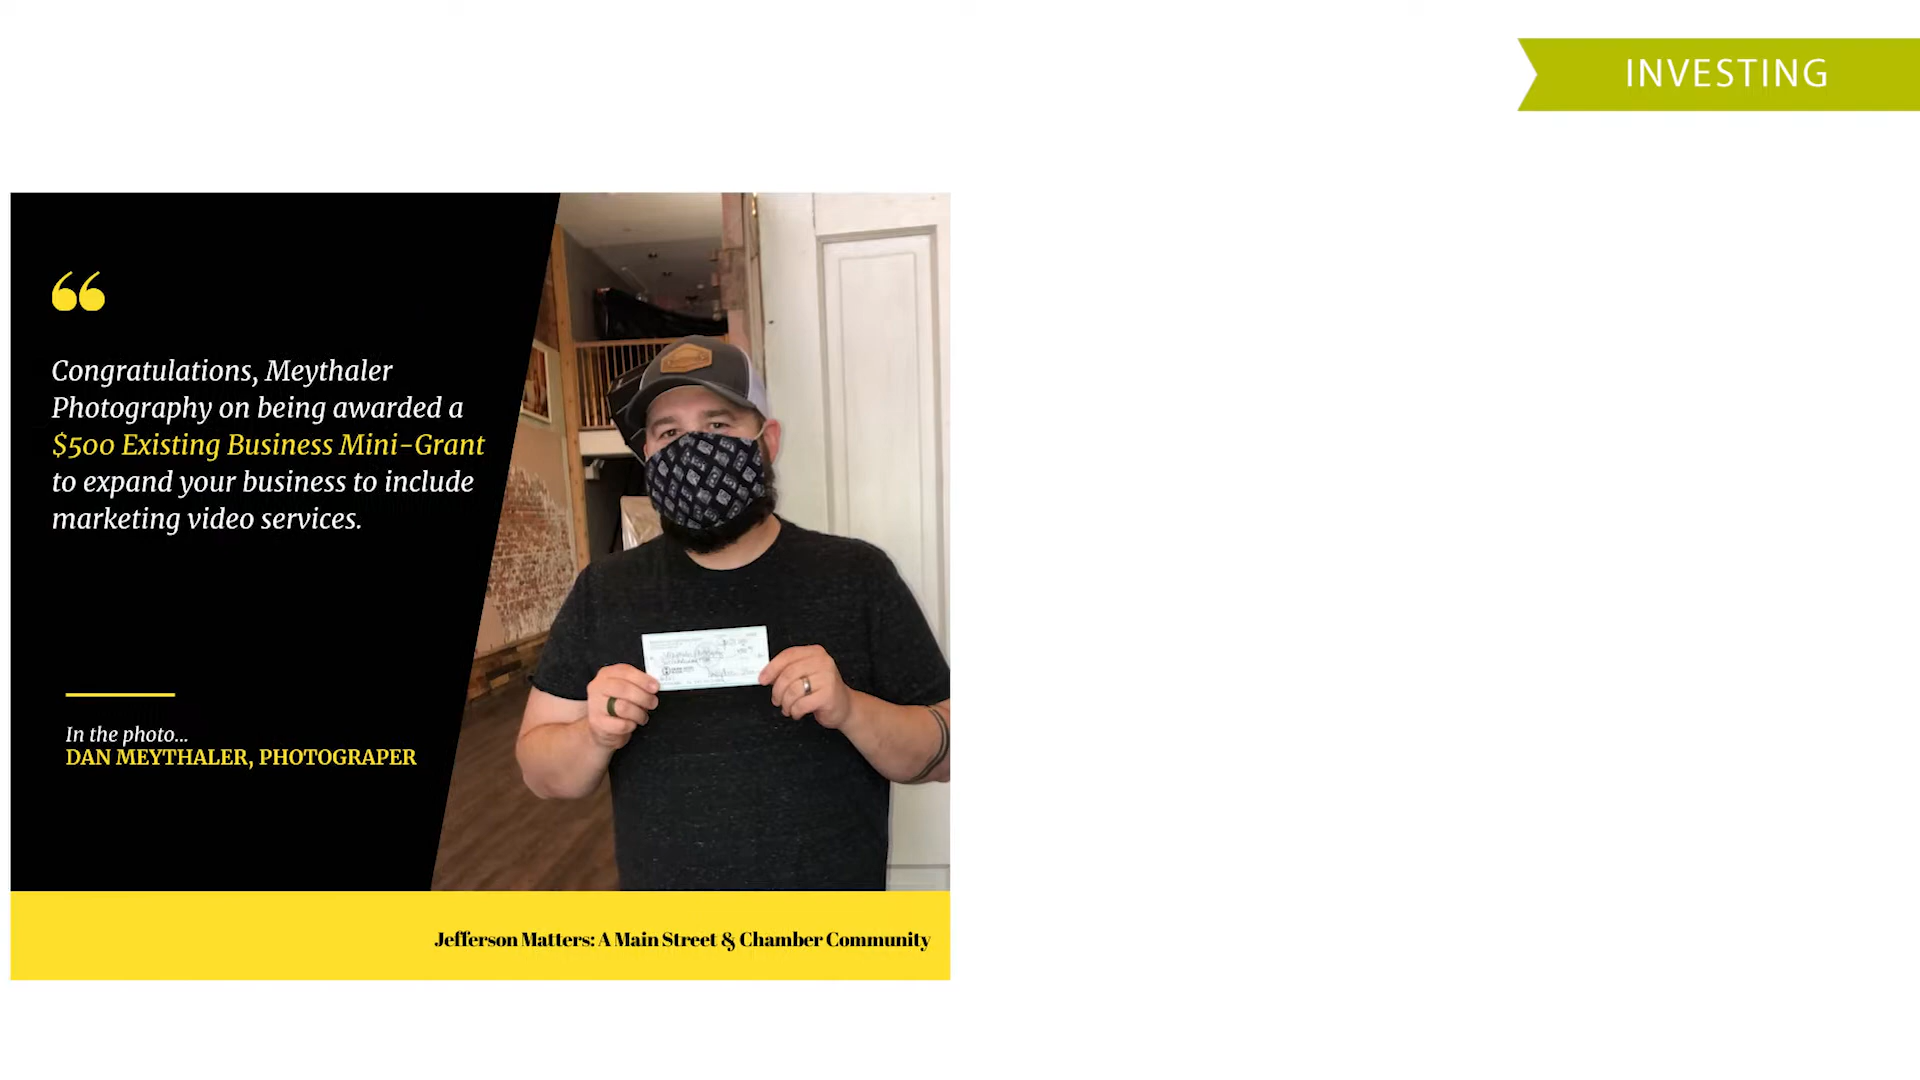 INVESTING
Congratulations, Meythaler
Photography on being awarded a
$500 Existing Business Mini-Grant
to expand your business to include
marketing video services.
In the photo...
DAN MEYTHALER, PHOTOGRAPER
Jefferson Matters: A Main Street & Chamber Community